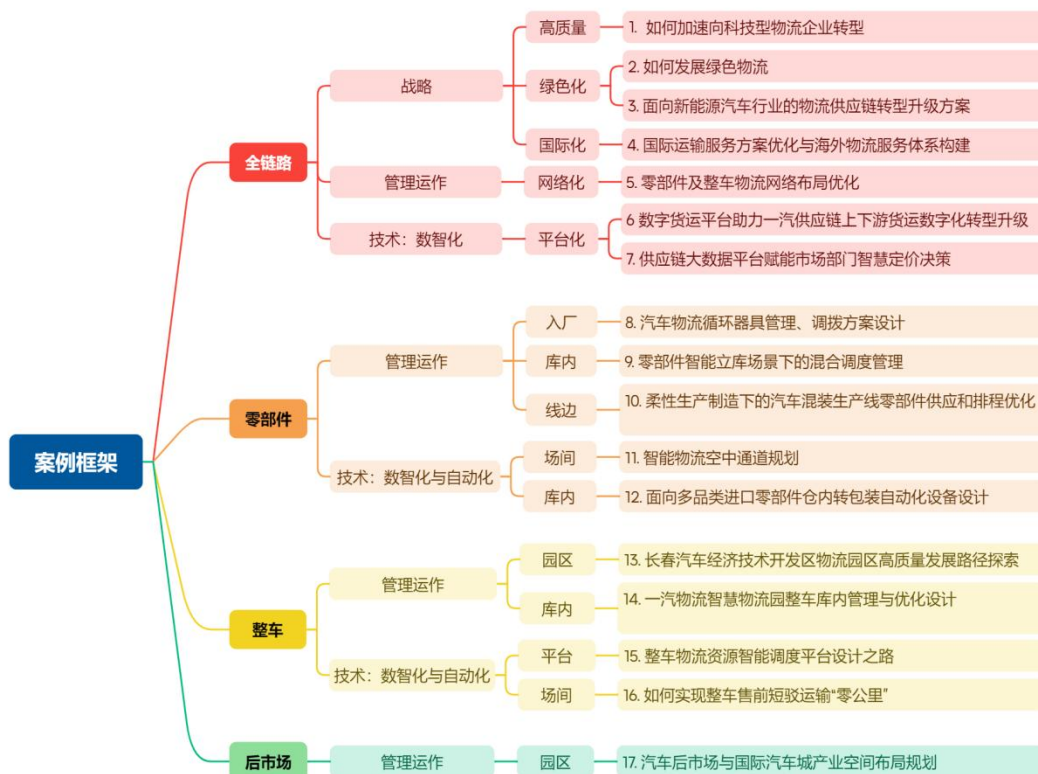 案例框架
全链路
战略
高质量
1. 如何加速向科技型物流企业转型
绿色化
2. 如何发展绿色物流
3. 面向新能源汽车行业的物流供应链转型升级方案
国际化
4. 国际运输服务方案优化与海外物流服务体系构建
管理运作
网络化
5. 零部件及整车物流网络布局优化
技术：数智化
平台化
6 数字货运平台助力一汽供应链上下游货运数字化转型升级
7. 供应链大数据平台赋能市场部门智慧定价决策
零部件
管理运作
入厂
8. 汽车物流循环器具管理、调拨方案设计
库内
9. 零部件智能立库场景下的混合调度管理
线边
10. 柔性生产制造下的汽车混装生产线零部件供应和排程优化
技术：数智化与自动化
场间
11. 智能物流空中通道规划
库内
12. 面向多品类进口零部件仓内转包装自动化设备设计
整车
管理运作
园区
13. 长春汽车经济技术开发区物流园区高质量发展路径探索
库内
14. 一汽物流智慧物流园整车库内管理与优化设计
技术：数智化与自动化
平台
15. 整车物流资源智能调度平台设计之路
场间
16. 如何实现整车售前短驳运输“零公里”
后市场
管理运作
园区
17. 汽车后市场与国际汽车城产业空间布局规划